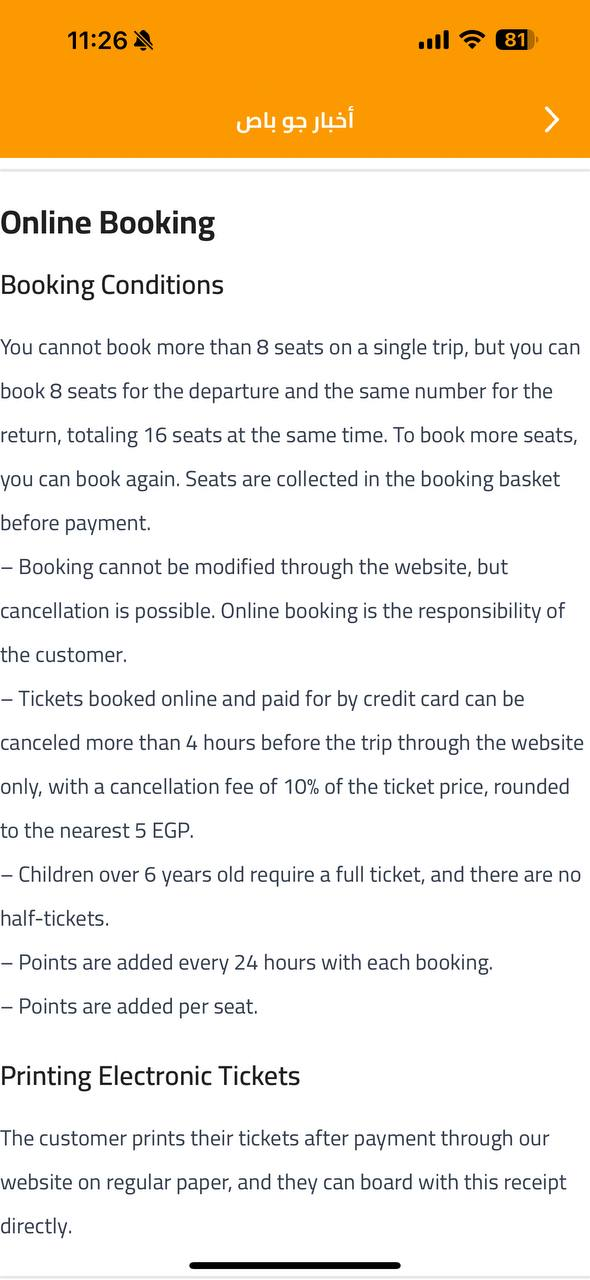 11:26
81
أخبار جو باص
Online Booking
Booking Conditions
You cannot book more than 8 seats on a single trip, but you can
book 8 seats for the departure and the same number for the
return, totaling 16 seats at the same time. To book more seats,
you can book again. Seats are collected in the booking basket
before payment.
– Booking cannot be modified through the website, but
cancellation is possible. Online booking is the responsibility of
the customer.
– Tickets booked online and paid for by credit card can be
canceled more than 4 hours before the trip through the website
only, with a cancellation fee of 10% of the ticket price, rounded
to the nearest 5 EGP.
– Children over 6 years old require a full ticket, and there are no
half-tickets.
– Points are added every 24 hours with each booking.
– Points are added per seat.
Printing Electronic Tickets
The customer prints their tickets after payment through our
website on regular paper, and they can board with this receipt
directly.